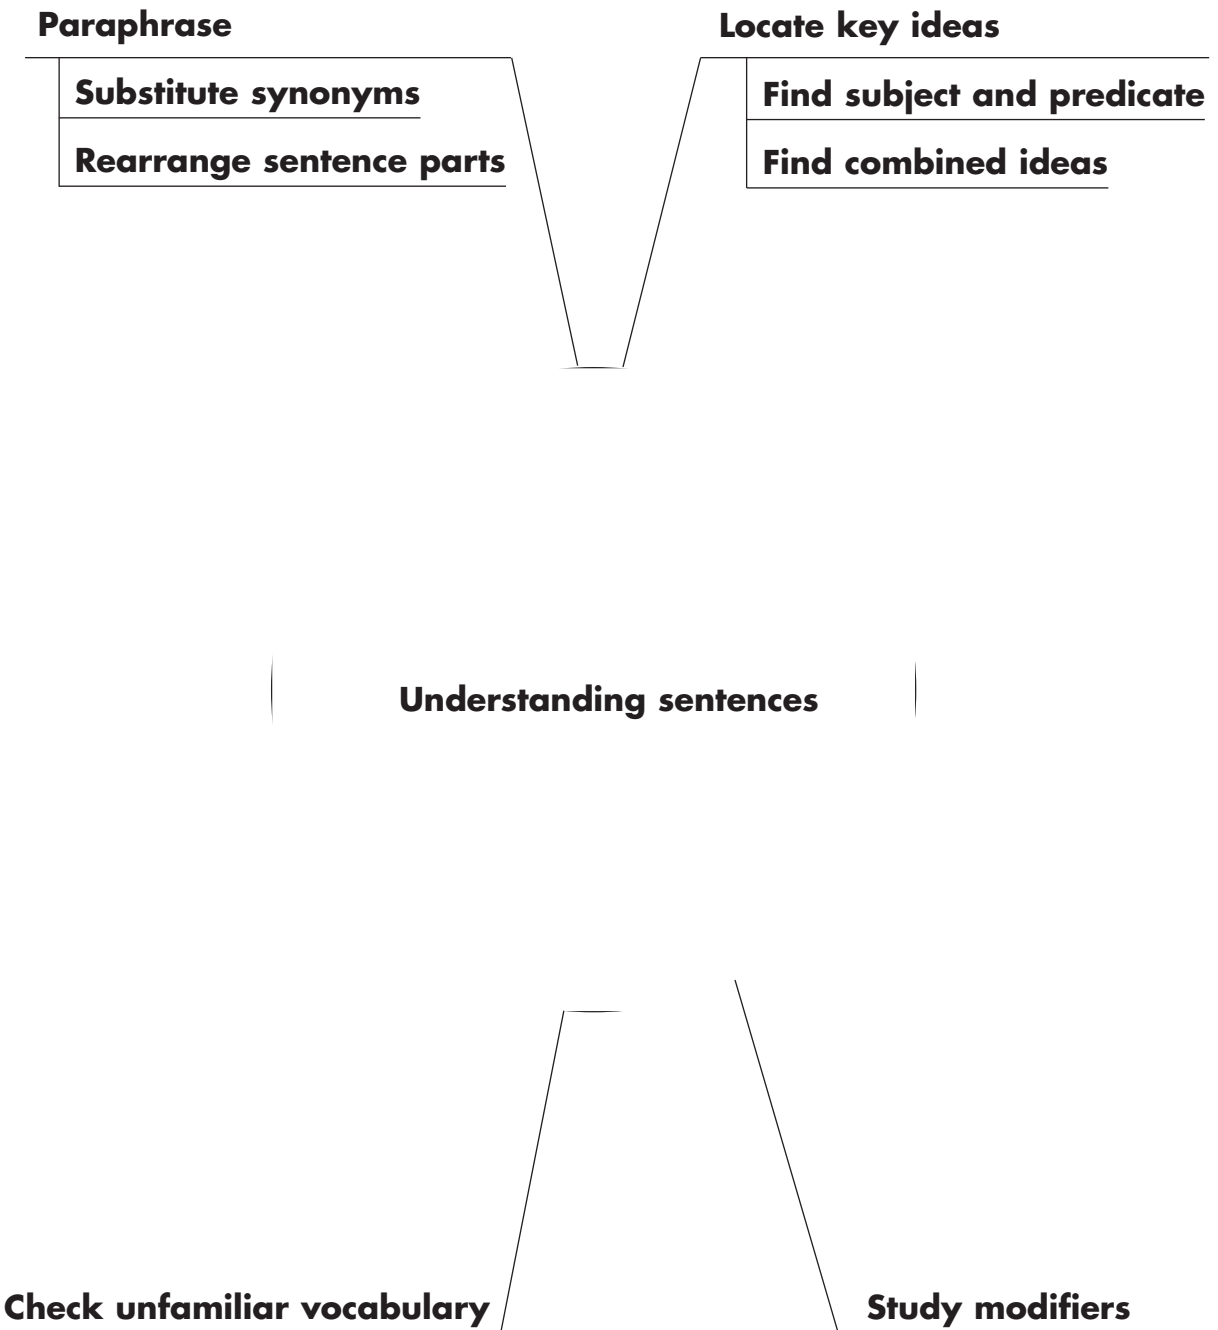 Paraphrase
Substitute synonyms
Rearrange sentence parts
Locate key ideas
Find subject and predicate
Find combined ideas
Understanding sentences
Check unfamiliar vocabulary
Study modifiers